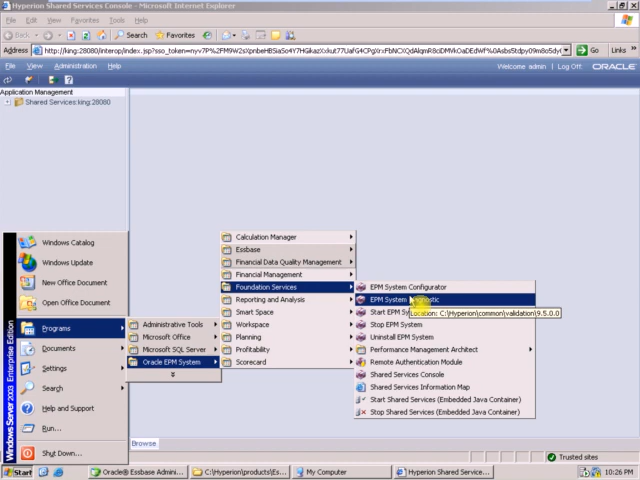 Hyperion Shared Services Console - Microsoft Internet Explorer
File Edit View Favorites Tools Help
Back Search Favorites
Address Go Links »
File View Administration Help
Welcome admin | Log Off: ORACLE
Application Management
Shared Services:king:28080
Windows Catalog
Windows Update
New Office Document
Open Office Document
Programs
Documents
Settings
Search
Help and Support
Run...
Shut Down...
Windows Server 2003 Enterprise Edition
Administrative Tools
Microsoft Office
Microsoft SQL Server
Oracle EPM System
Calculation Manager
Essbase
Financial Data Quality Management
Financial Management
Foundation Services
Reporting and Analysis
Smart Space
Workspace
Planning
Profitability
Scorecard
EPM System Configurator
EPM System Diagnostic
Start EPM Sy
Location: C:\Hyperion\common\validation\9.5.0.0
Stop EPM System
Uninstall EPM System
Performance Management Architect
Remote Authentication Module
Shared Services Console
Shared Services Information Map
Start Shared Services (Embedded Java Container)
Stop Shared Services (Embedded Java Container)
Browse
Trusted sites
Start
Oracle® Essbase Admini...
C:\Hyperion\products\Es...
My Computer
Hyperion Shared Service...
10:26 PM